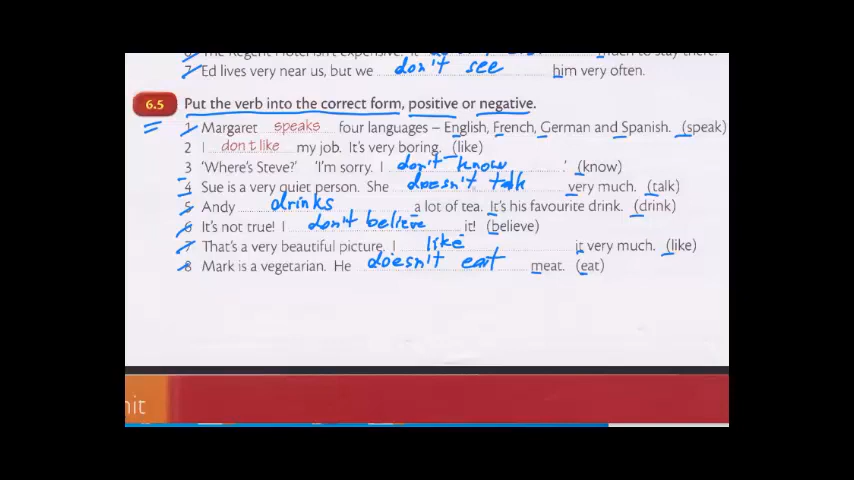 7 Ed lives very near us, but we don't see him very often.
6.5 Put the verb into the correct form, positive or negative.
1 Margaret speaks four languages – English, French, German and Spanish. (speak)
2 I don't like my job. It's very boring. (like)
3 'Where's Steve?' 'I'm sorry. I don't know .' (know)
4 Sue is a very quiet person. She doesn't talk very much. (talk)
5 Andy drinks a lot of tea. It's his favourite drink. (drink)
6 It's not true! I don't believe it! (believe)
7 That's a very beautiful picture. I like it very much. (like)
8 Mark is a vegetarian. He doesn't eat meat. (eat)